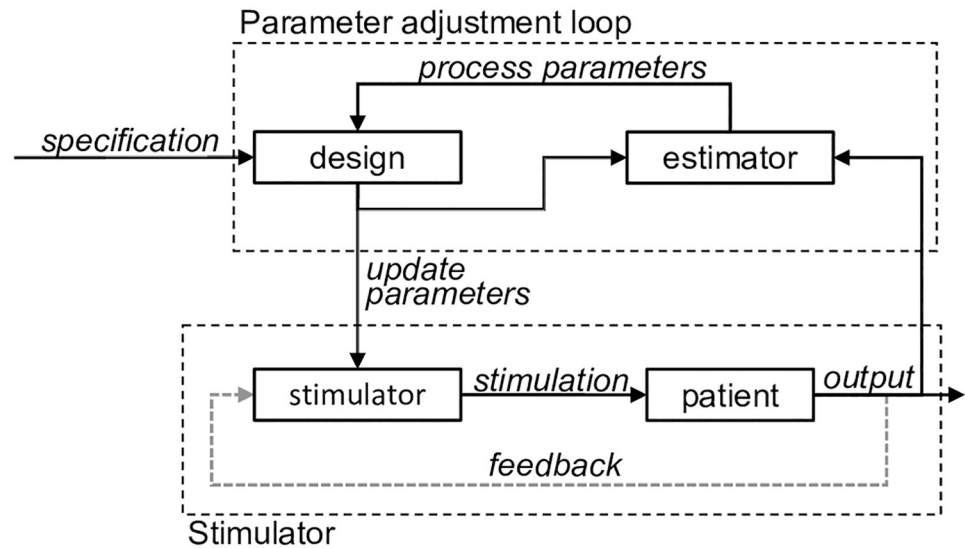 Parameter adjustment loop
process parameters
specification
design
estimator
update
parameters
stimulator
stimulation
patient
output
feedback
Stimulator